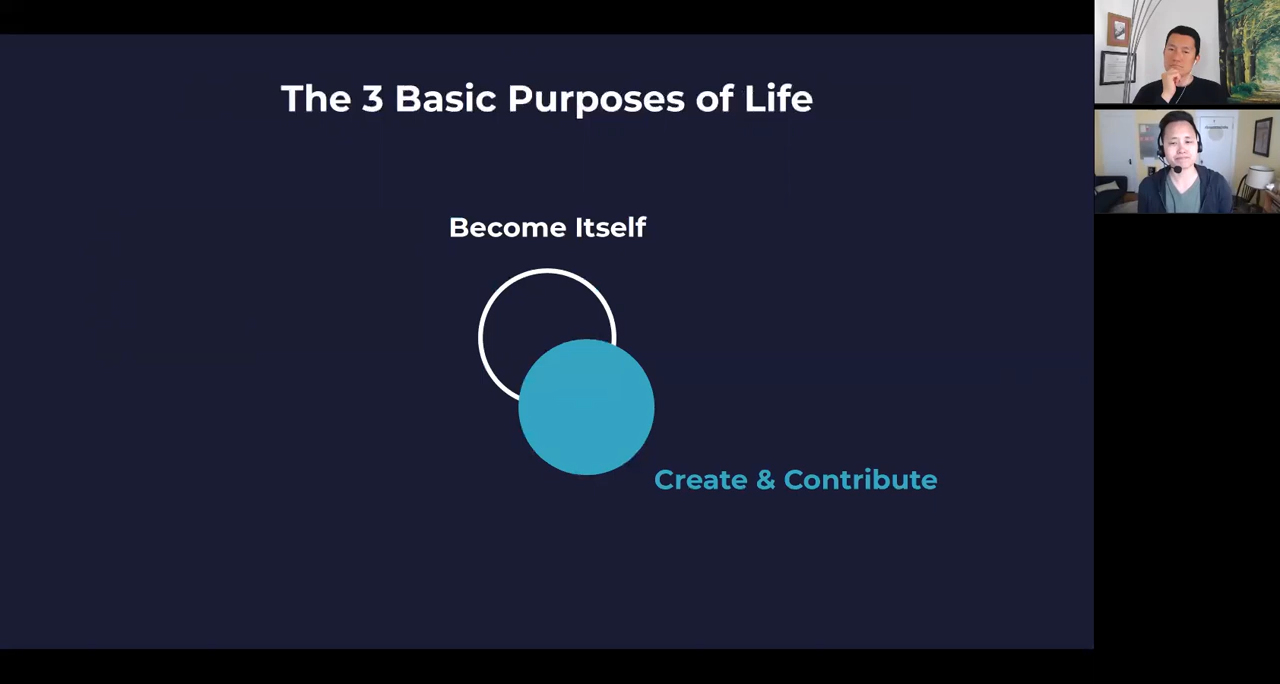 The 3 Basic Purposes of Life
Become Itself
Create & Contribute